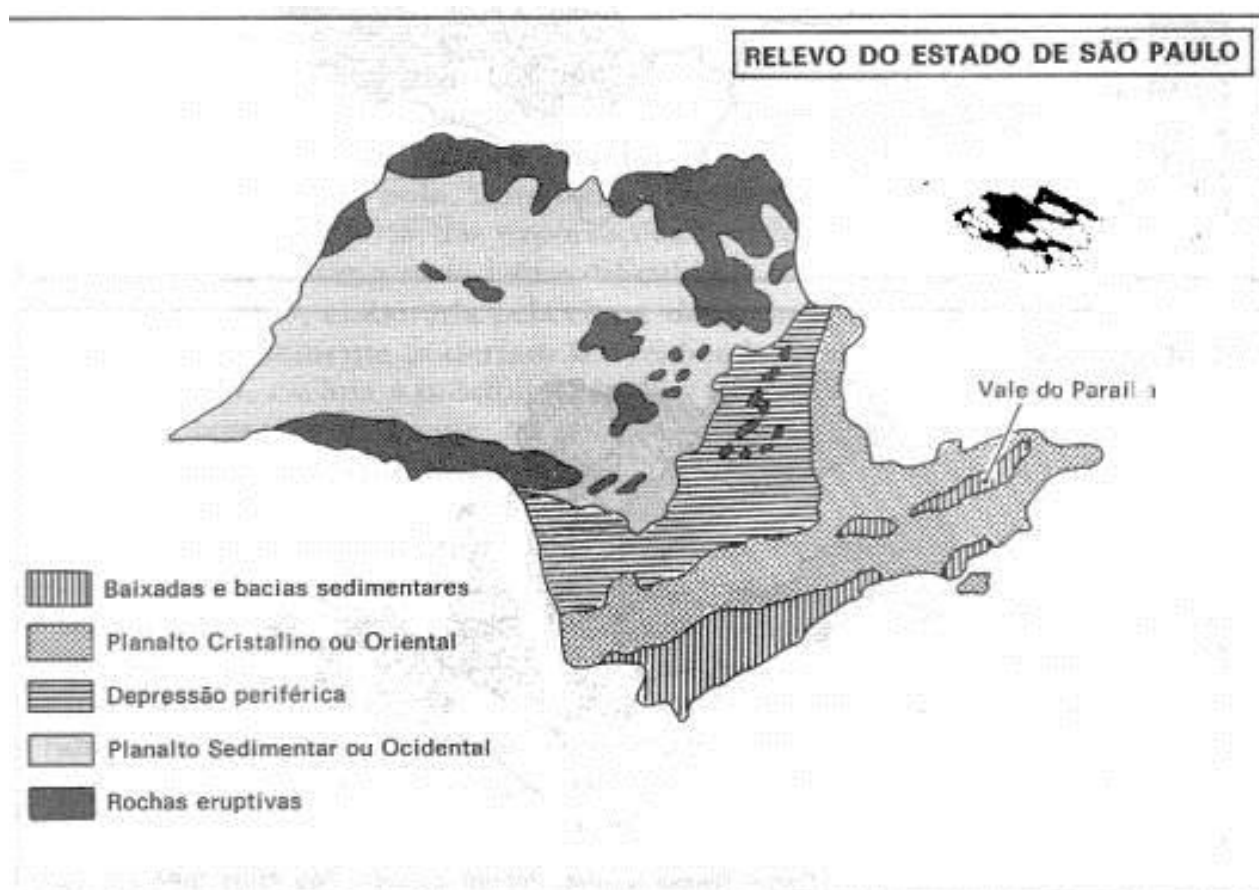 RELEVO DO ESTADO DE SÃO PAULO
Vale do
Baixadas e bacias sedimentares
Planalto Cristalino ou Oriental
Depressão periférica
Planalto Sedimentar ou Ocidental
Rochas eruptivas